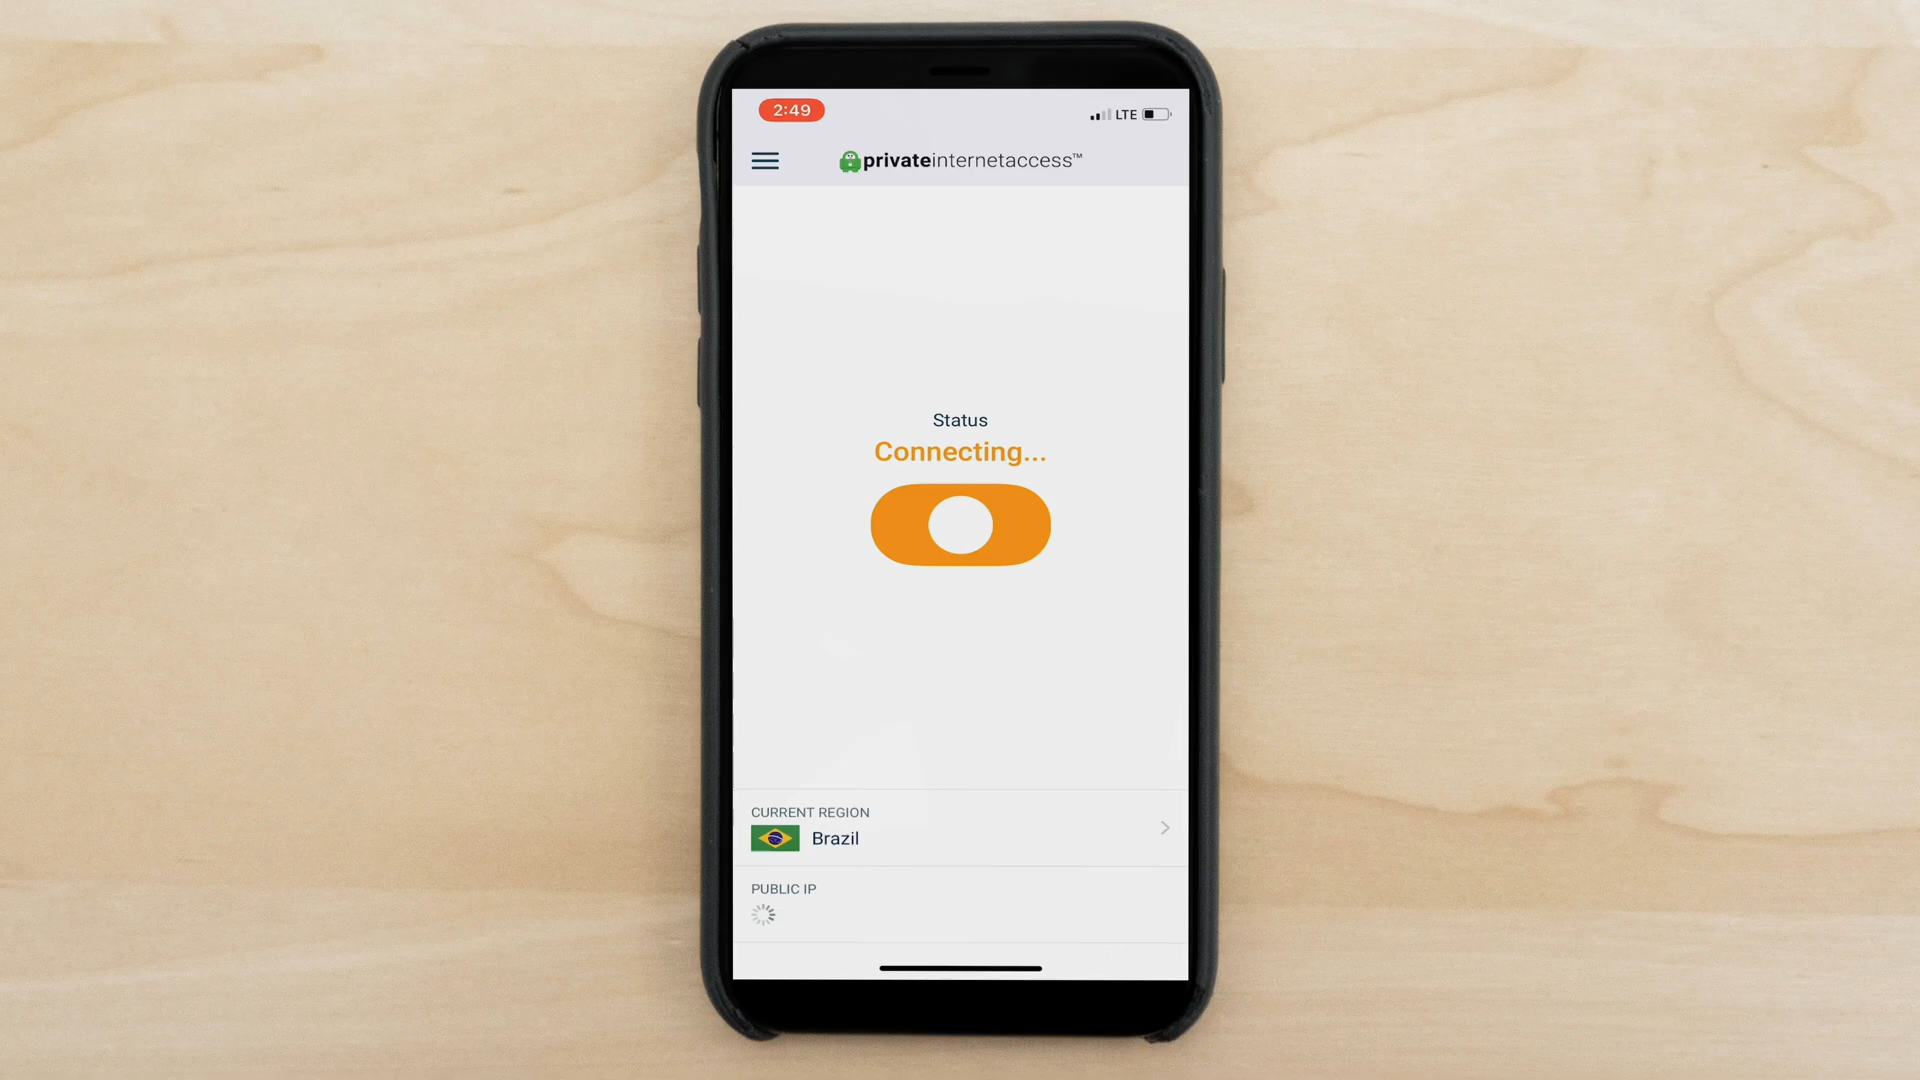 2:49
LTE
privateinternetaccess™
Status
Connecting...
CURRENT REGION
Brazil
PUBLIC IP